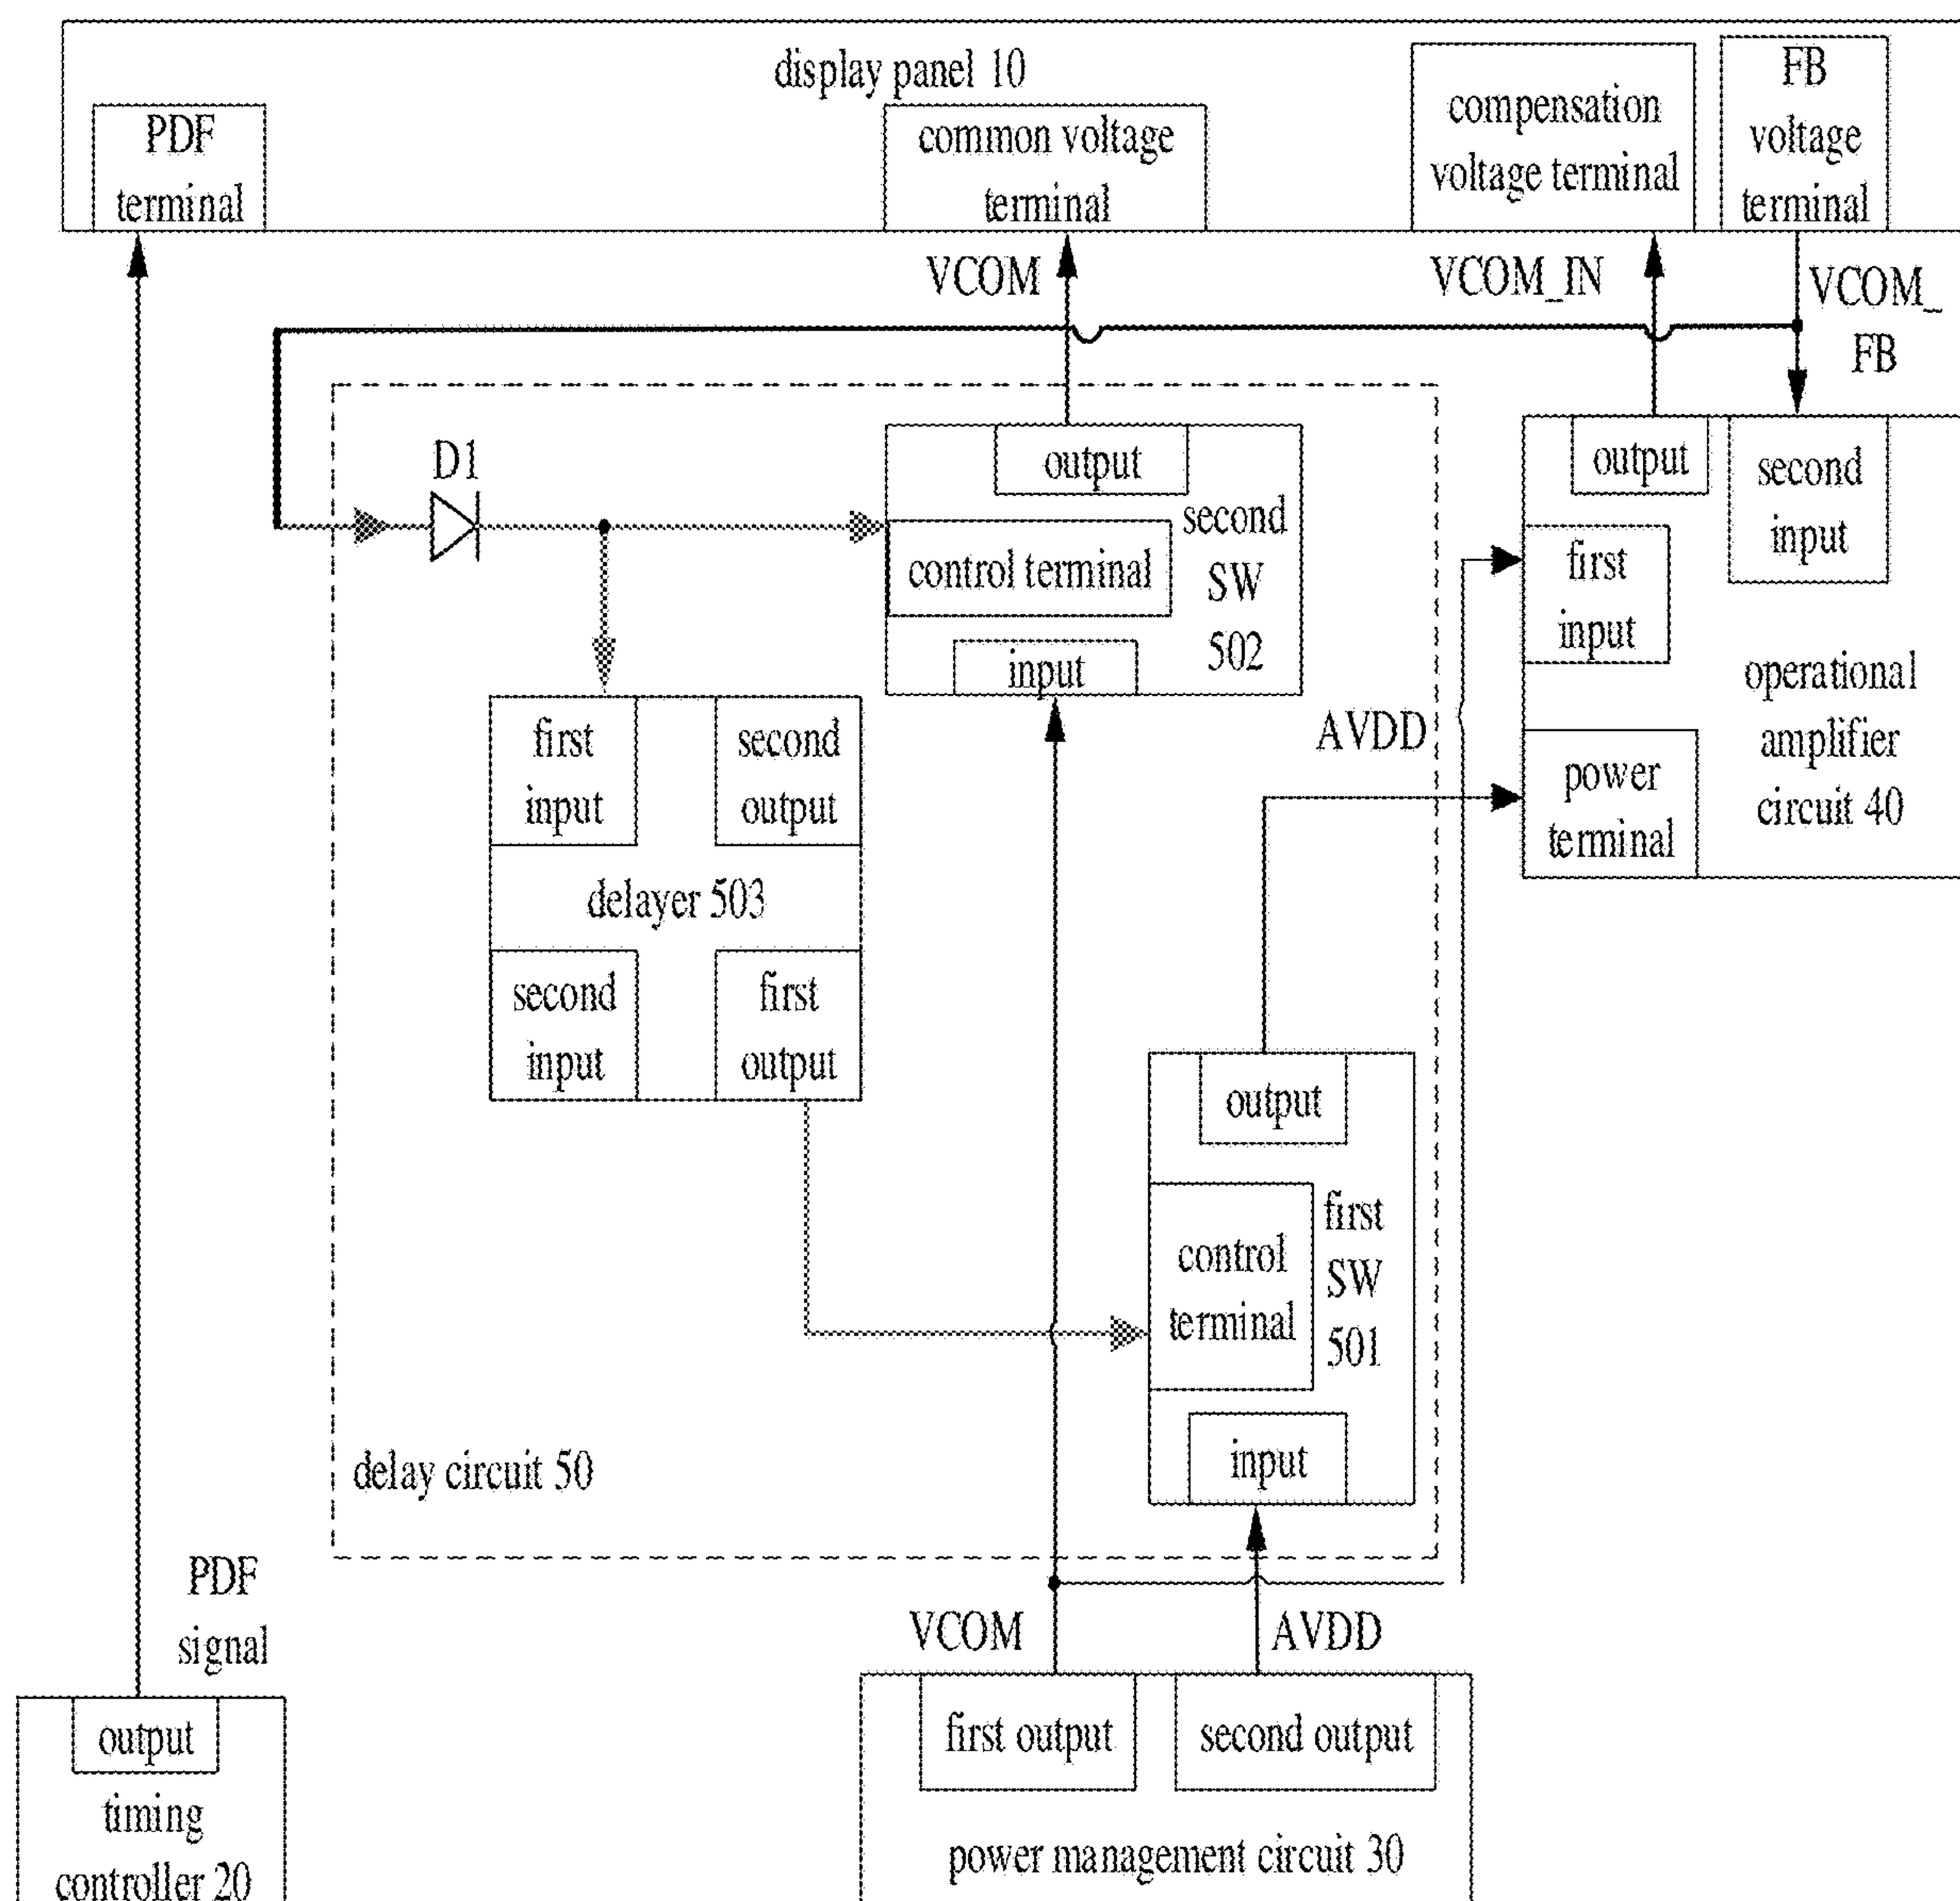 display panel 10
PDF
terminal
common voltage
terminal
compensation
voltage terminal
FB
voltage
terminal
VCOM
VCOM_IN
VCOM_
FB
D1
output
second
SW
502
control terminal
input
output
second
input
first
input
operational
amplifier
circuit 40
power
terminal
AVDD
first
input
second
output
delayer 503
second
input
first
output
output
first
SW
501
control
terminal
input
delay circuit 50
PDF
signal
VCOM
AVDD
output
timing
controller 20
first output
second output
power management circuit 30